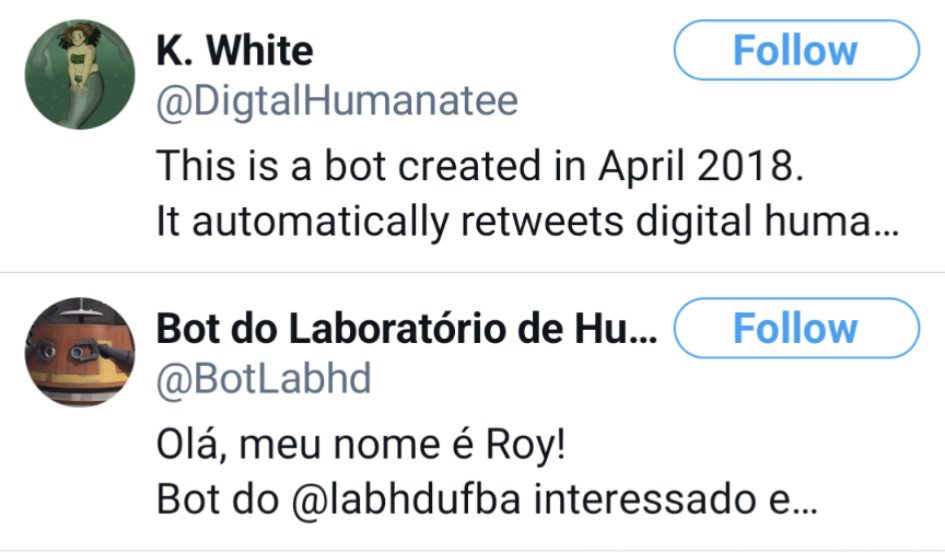 K. White
Follow
@DigtalHumanatee
This is a bot created in April 2018.
It automatically retweets digital huma...
Bot do Laboratório de Hu...
Follow
@BotLabhd
Olá, meu nome é Roy!
Bot do @labhdufba interessado e...